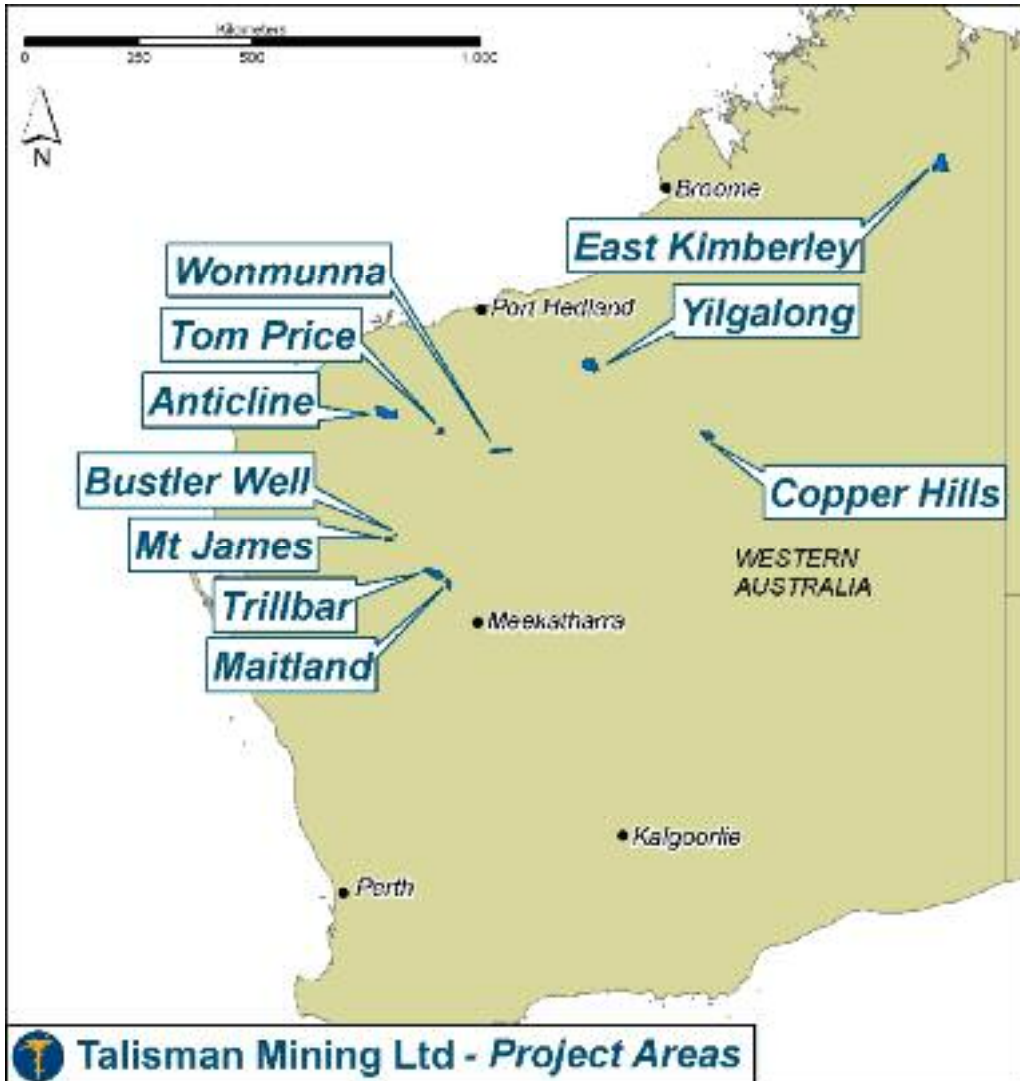 Kilometers
0 250 500 1,000
N
Broome
East Kimberley
Wonmunna
Port Hedland
Yilgalong
Tom Price
Anticline
Bustler Well
Copper Hills
Mt James
WESTERN
AUSTRALIA
Trillbar
Meekatharra
Maitland
Kalgoorlie
Perth
Talisman Mining Ltd - Project Areas